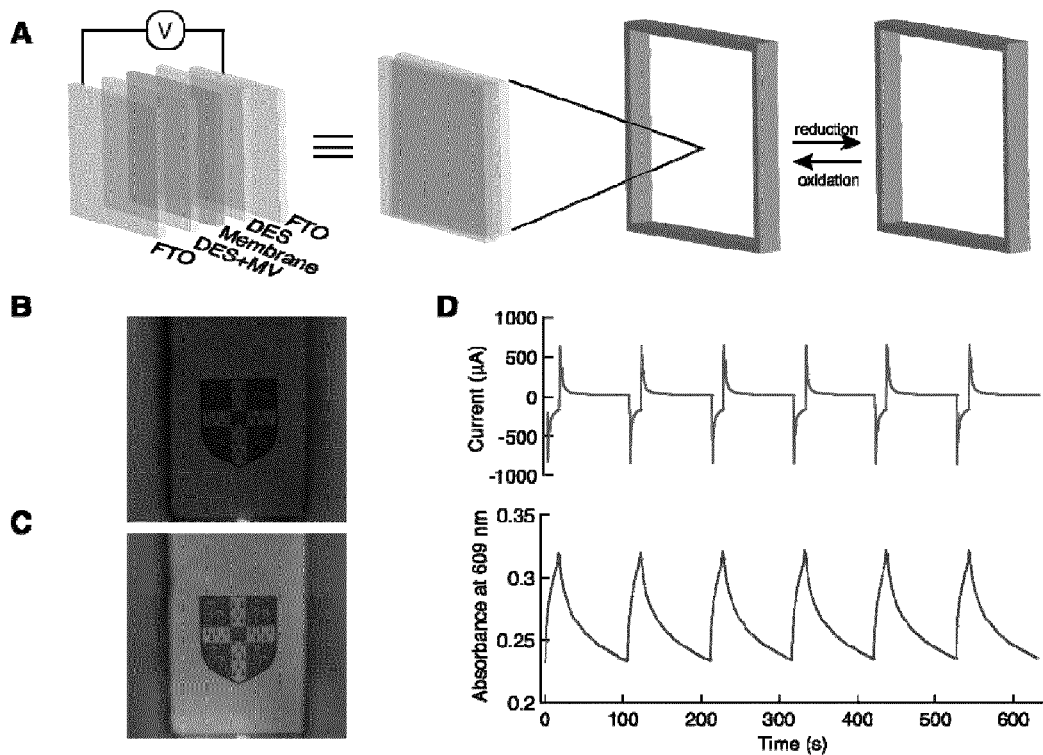 A
V
reduction
oxidation
FTO
DES
Membrane
DES+MV
FTO
B
C
D
1000
500
0
-500
-1000
Current (µA)
0.35
0.3
0.25
0.2
Absorbance at 609 nm
0 100 200 300 400 500 600
Time (s)